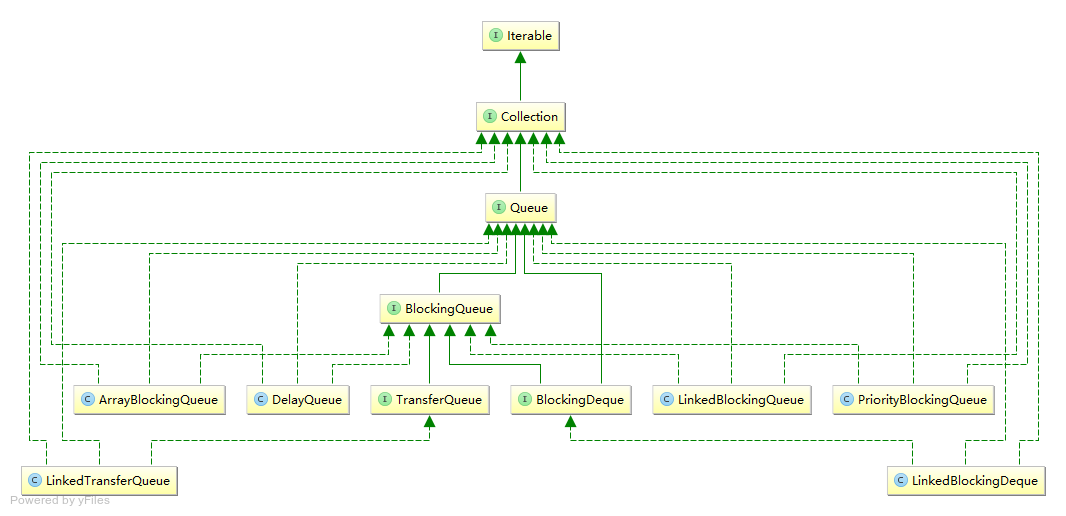 I Iterable
I Collection
I Queue
I BlockingQueue
C ArrayBlockingQueue
C DelayQueue
I TransferQueue
I BlockingDeque
C LinkedBlockingQueue
C PriorityBlockingQueue
C LinkedTransferQueue
C LinkedBlockingDeque
Powered by yFiles